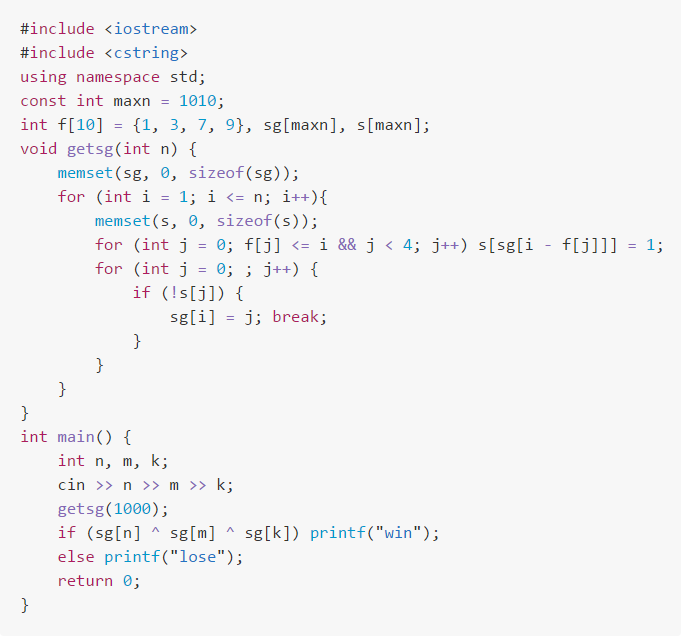 #include <iostream>
#include <cstring>
using namespace std;
const int maxn = 1010;
int f[10] = {1, 3, 7, 9}, sg[maxn], s[maxn];
void getsg(int n) {
    memset(sg, 0, sizeof(sg));
    for (int i = 1; i <= n; i++){
        memset(s, 0, sizeof(s));
        for (int j = 0; f[j] <= i && j < 4; j++) s[sg[i - f[j]]] = 1;
        for (int j = 0; ; j++) {
            if (!s[j]) {
                sg[i] = j; break;
            }
        }
    }
}
int main() {
    int n, m, k;
    cin >> n >> m >> k;
    getsg(1000);
    if (sg[n] ^ sg[m] ^ sg[k]) printf("win");
    else printf("lose");
    return 0;
}